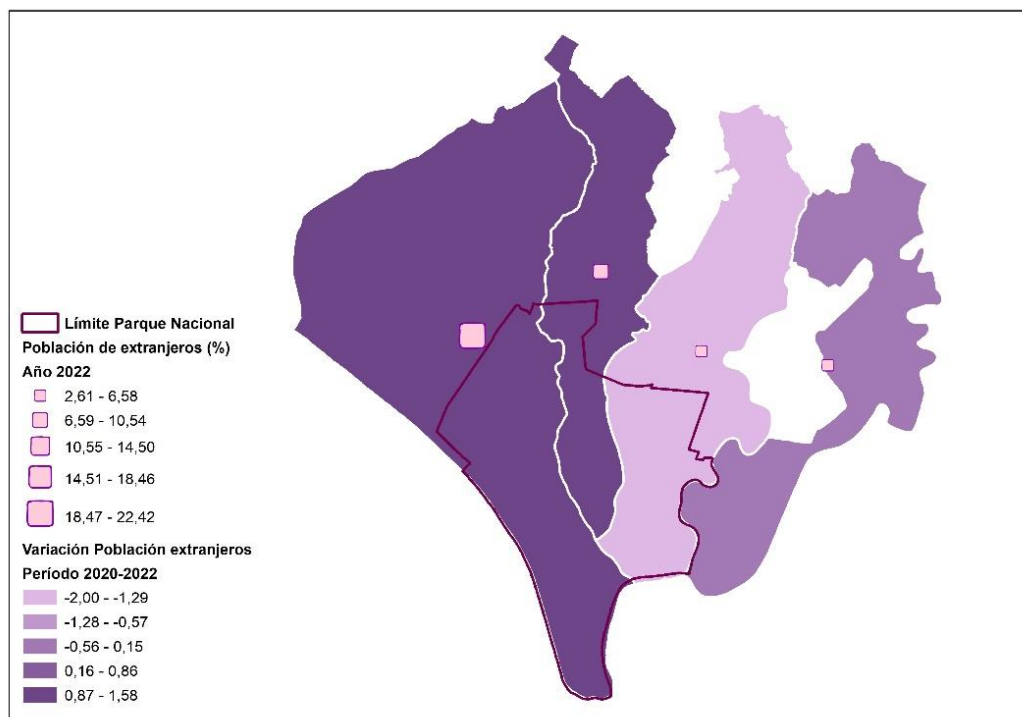 Límite Parque Nacional
Población de extranjeros (%)
Año 2022
2,61 - 6,58
6,59 - 10,54
10,55 - 14,50
14,51 - 18,46
18,47 - 22,42
Variación Población extranjeros
Período 2020-2022
-2,00 - -1,29
-1,28 - -0,57
-0,56 - 0,15
0,16 - 0,86
0,87 - 1,58